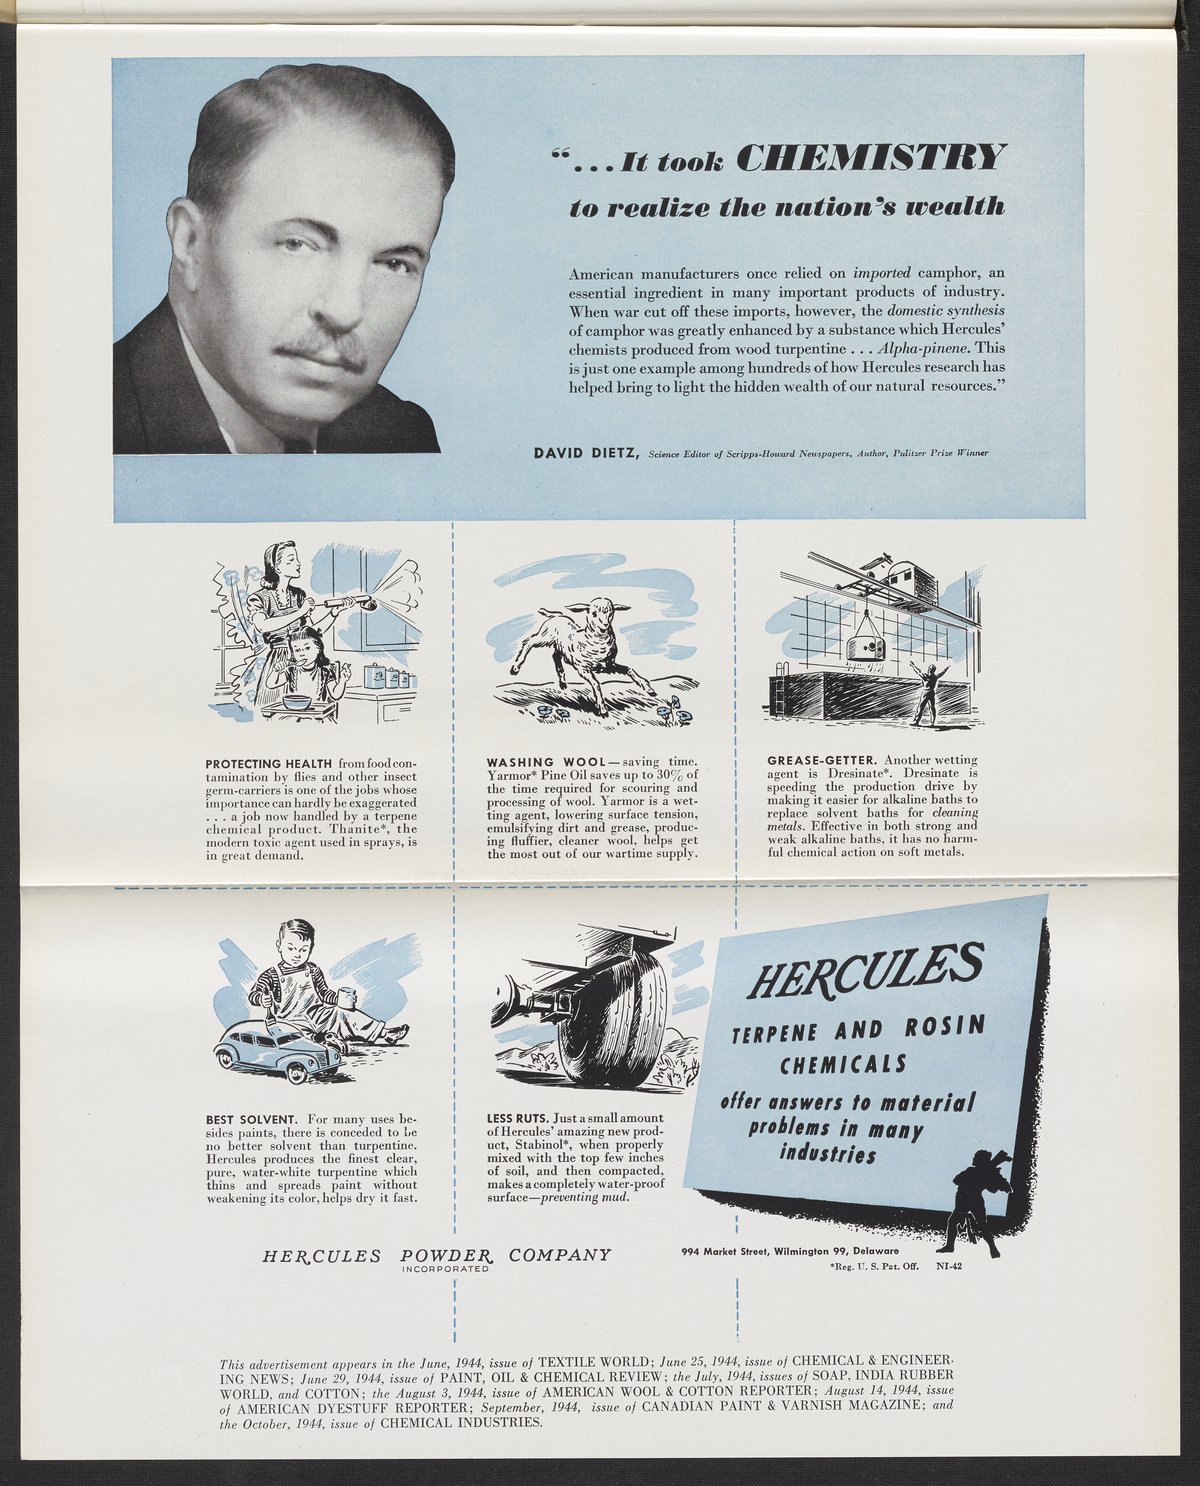 “...It took CHEMISTRY
to realize the nation’s wealth
American manufacturers once relied on imported camphor, an
essential ingredient in many important products of industry.
When war cut off these imports, however, the domestic synthesis
of camphor was greatly enhanced by a substance which Hercules’
chemists produced from wood turpentine . . . Alpha-pinene. This
is just one example among hundreds of how Hercules research has
helped bring to light the hidden wealth of our natural resources.”
DAVID DIETZ, Science Editor of Scripps-Howard Newspapers, Author, Pulitzer Prize Winner
PROTECTING HEALTH from food con-
tamination by flies and other insect
germ-carriers is one of the jobs whose
importance can hardly be exaggerated
. . . a job now handled by a terpene
chemical product. Thanite*, the
modern toxic agent used in sprays, is
in great demand.
WASHING WOOL—saving time.
Yarmor* Pine Oil saves up to 30% of
the time required for scouring and
processing of wool. Yarmor is a wet-
ting agent, lowering surface tension,
emulsifying dirt and grease, produc-
ing fluffier, cleaner wool, helps get
the most out of our wartime supply.
GREASE-GETTER. Another wetting
agent is Dresinate*. Dresinate is
speeding the production drive by
making it easier for alkaline baths to
replace solvent baths for cleaning
metals. Effective in both strong and
weak alkaline baths, it has no harm-
ful chemical action on soft metals.
BEST SOLVENT. For many uses be-
sides paints, there is conceded to be
no better solvent than turpentine.
Hercules produces the finest clear,
pure, water-white turpentine which
thins and spreads paint without
weakening its color, helps dry it fast.
LESS RUTS. Just a small amount
of Hercules’ amazing new prod-
uct, Stabinol*, when properly
mixed with the top few inches
of soil, and then compacted,
makes a completely water-proof
surface—preventing mud.
HERCULES
TERPENE AND ROSIN
CHEMICALS
offer answers to material
problems in many
industries
HERCULES POWDER COMPANY
INCORPORATED
994 Market Street, Wilmington 99, Delaware
*Reg. U. S. Pat. Off. NI-42
This advertisement appears in the June, 1944, issue of TEXTILE WORLD; June 25, 1944, issue of CHEMICAL & ENGINEER-
ING NEWS; June 29, 1944, issue of PAINT, OIL & CHEMICAL REVIEW; the July, 1944, issues of SOAP, INDIA RUBBER
WORLD, and COTTON; the August 3, 1944, issue of AMERICAN WOOL & COTTON REPORTER; August 14, 1944, issue
of AMERICAN DYESTUFF REPORTER; September, 1944, issue of CANADIAN PAINT & VARNISH MAGAZINE; and
the October, 1944, issue of CHEMICAL INDUSTRIES.